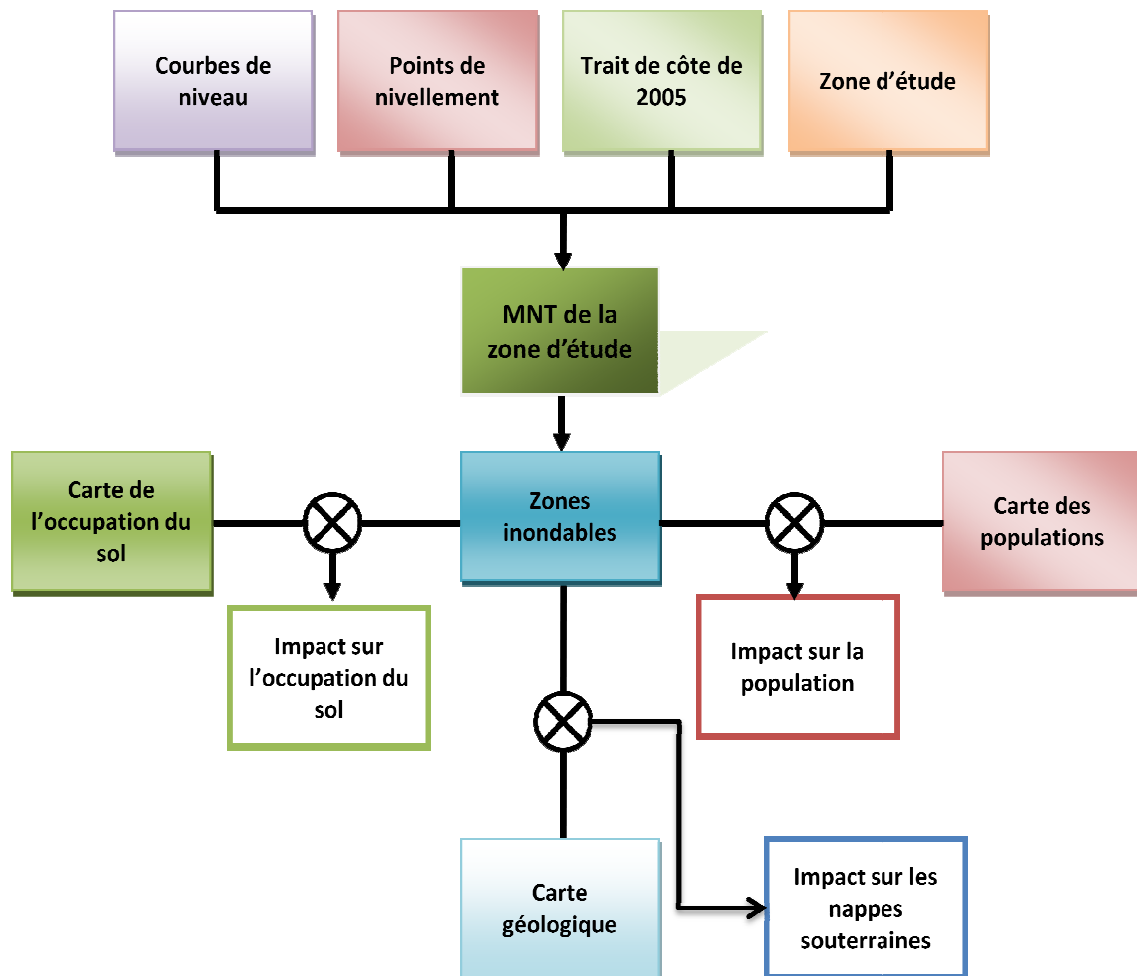 Courbes de
niveau
Points de
nivellement
Trait de côte de
2005
Zone d’étude
MNT de la
zone d’étude
Carte de
l’occupation du
sol
Zones
inondables
Carte des
populations
Impact sur
l’occupation du
sol
Impact sur la
population
Carte
géologique
Impact sur les
nappes
souterraines